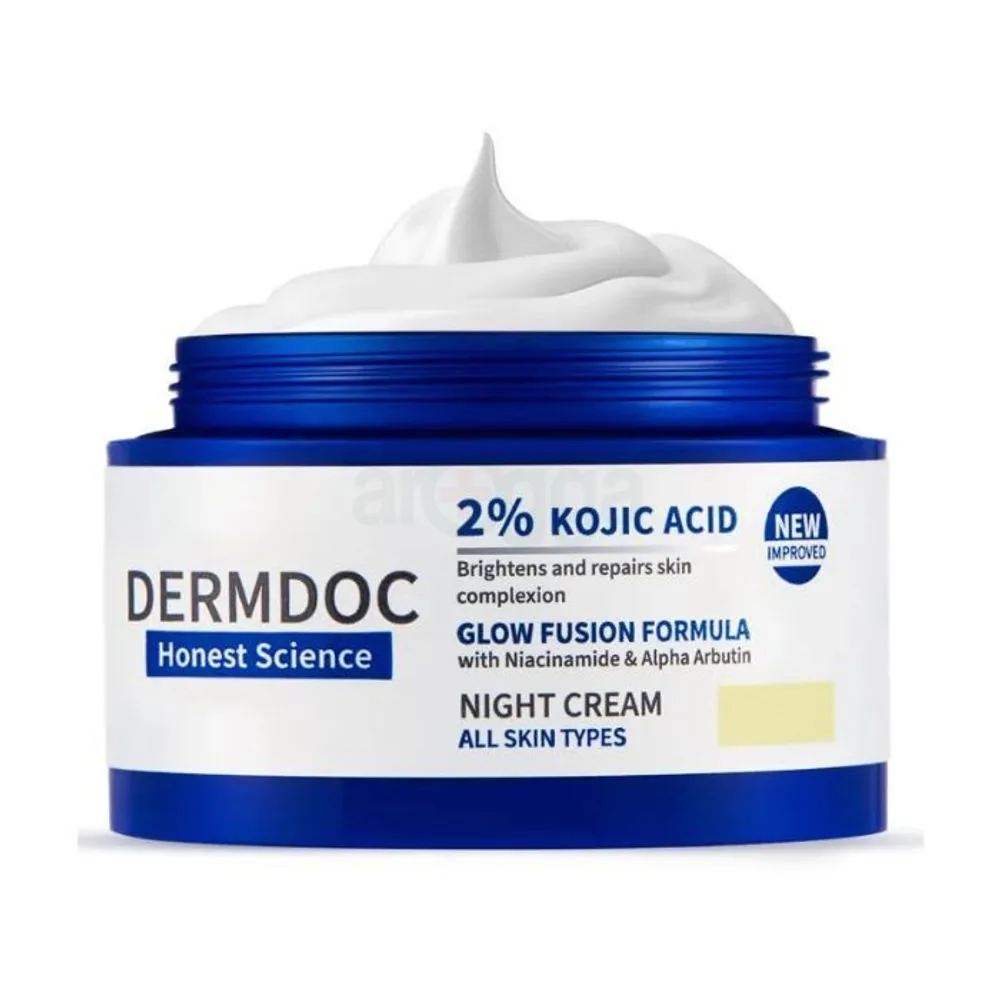 arogga
DERMDOC
Honest Science
2% KOJIC ACID
Brightens and repairs skin
complexion
GLOW FUSION FORMULA
with Niacinamide & Alpha Arbutin
NIGHT CREAM
ALL SKIN TYPES
NEW
IMPROVED